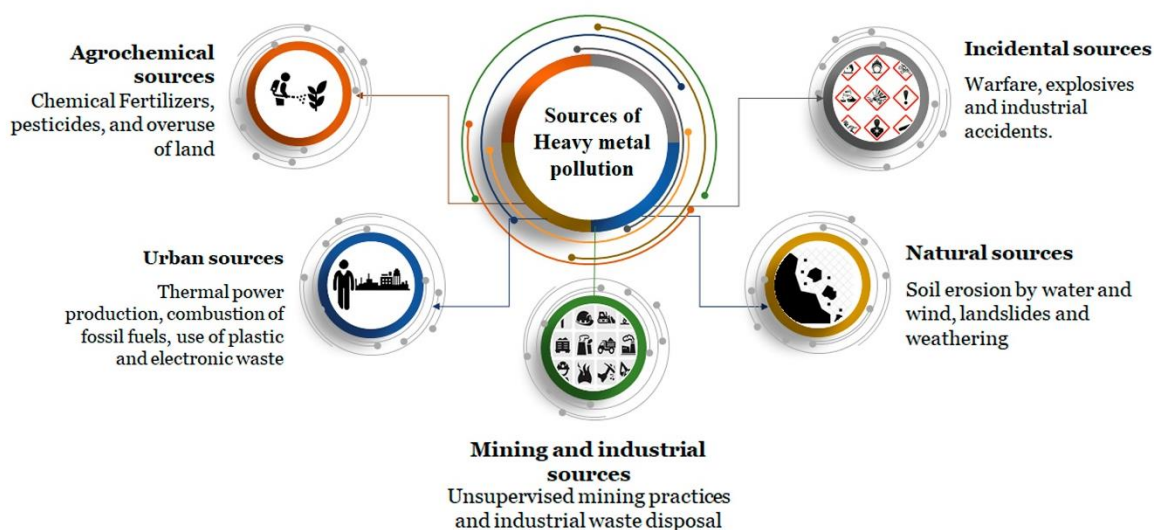 Sources of
Heavy metal
pollution
Agrochemical
sources
Chemical Fertilizers,
pesticides, and overuse
of land
Incidental sources
Warfare, explosives
and industrial
accidents.
Urban sources
Thermal power
production, combustion of
fossil fuels, use of plastic
and electronic waste
Natural sources
Soil erosion by water and
wind, landslides and
weathering
Mining and industrial
sources
Unsupervised mining practices
and industrial waste disposal